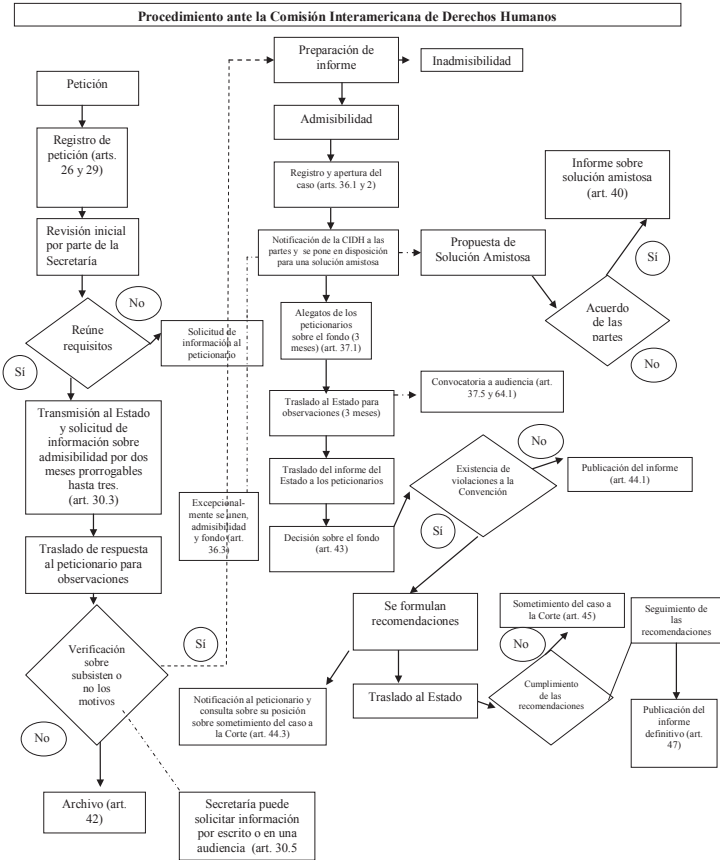 Procedimiento ante la Comisión Interamericana de Derechos Humanos
Petición
Registro de
petición (arts.
26 y 29)
Revisión inicial
por parte de la
Secretaría
Reúne
requisitos
No
Solicitud de
información al
peticionario
Sí
Transmisión al Estado
y solicitud de
información sobre
admisibilidad por dos
meses prorrogables
hasta tres.
(art. 30.3)
Traslado de respuesta
al peticionario para
observaciones
Verificación
sobre
subsisten o
no los
motivos
Sí
No
Archivo (art.
42)
Secretaría puede
solicitar información
por escrito o en una
audiencia (art. 30.5
Preparación de
informe
Inadmisibilidad
Admisibilidad
Registro y apertura del
caso (arts. 36.1 y 2)
Notificación de la CIDH a las
partes y se pone en disposición
para una solución amistosa
Propuesta de
Solución Amistosa
Acuerdo
de las
partes
Sí
Informe sobre
solución amistosa
(art. 40)
No
Alegatos de los
peticionarios
sobre el fondo (3
meses) (art. 37.1)
Traslado al Estado para
observaciones (3 meses)
Convocatoria a audiencia (art.
37.5 y 64.1)
Traslado del informe del
Estado a los peticionarios
Excepcional-
mente se unen,
admisibilidad
y fondo (art.
36.3)
Decisión sobre el fondo
(art. 43)
Existencia de
violaciones a la
Convención
No
Publicación del informe
(art. 44.1)
Sí
Se formulan
recomendaciones
Notificación al peticionario y
consulta sobre su posición
sobre sometimiento del caso a
la Corte (art. 44.3)
Traslado al Estado
Cumplimiento
de las
recomendaciones
No
Sometimiento del caso a
la Corte (art. 45)
Seguimiento de
las
recomendaciones
Publicación del
informe
definitivo (art.
47)